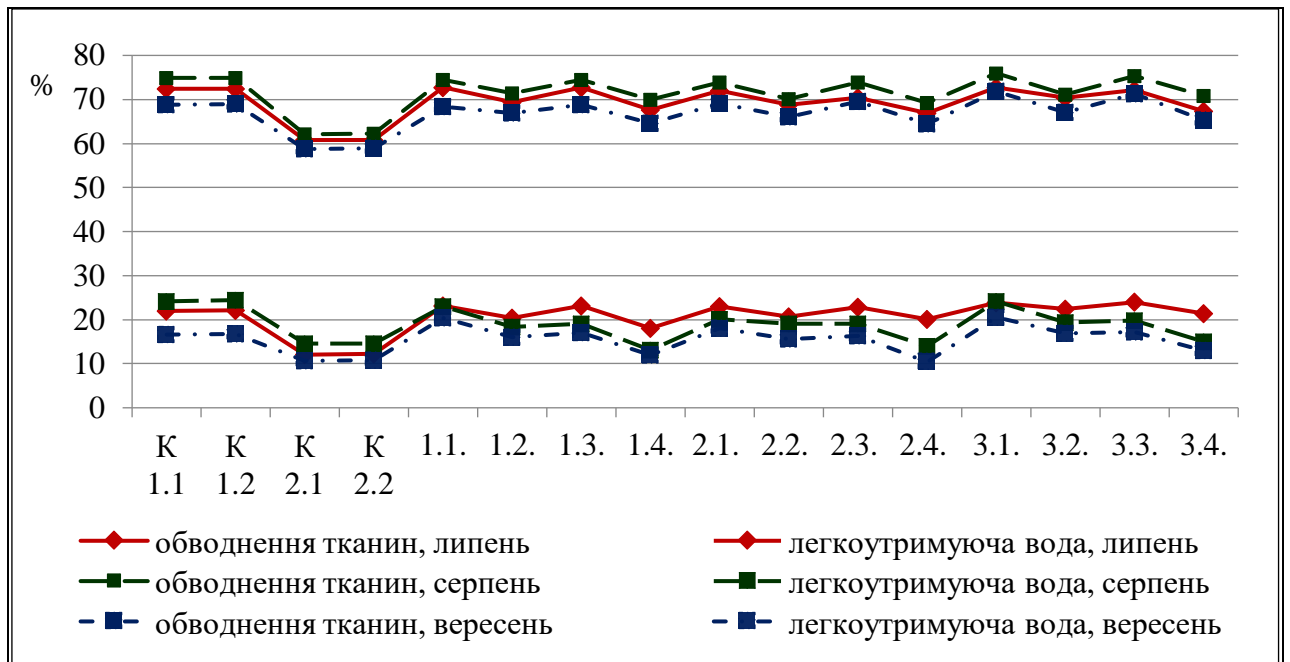 80
%
70
60
50
40
30
20
10
0
К 1.1 К 1.2 К 2.1 К 2.2 1.1. 1.2. 1.3. 1.4. 2.1. 2.2. 2.3. 2.4. 3.1. 3.2. 3.3. 3.4.
обводнення тканин, липень легкоутримуюча вода, липень
обводнення тканин, серпень легкоутримуюча вода, серпень
обводнення тканин, вересень легкоутримуюча вода, вересень